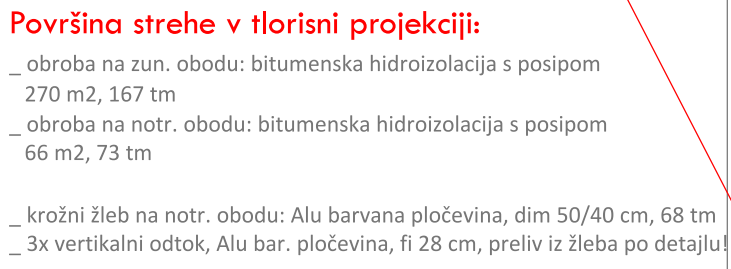 Površina strehe v tlorisni projekciji:
_ obroba na zun. obodu: bitumenska hidroizolacija s posipom
270 m2, 167 tm
_ obroba na notr. obodu: bitumenska hidroizolacija s posipom
66 m2, 73 tm
_ krožni žleb na notr. obodu: Alu barvana pločevina, dim 50/40 cm, 68 tm
_ 3x vertikalni odtok, Alu bar. pločevina, fi 28 cm, preliv iz žleba po detajlu!